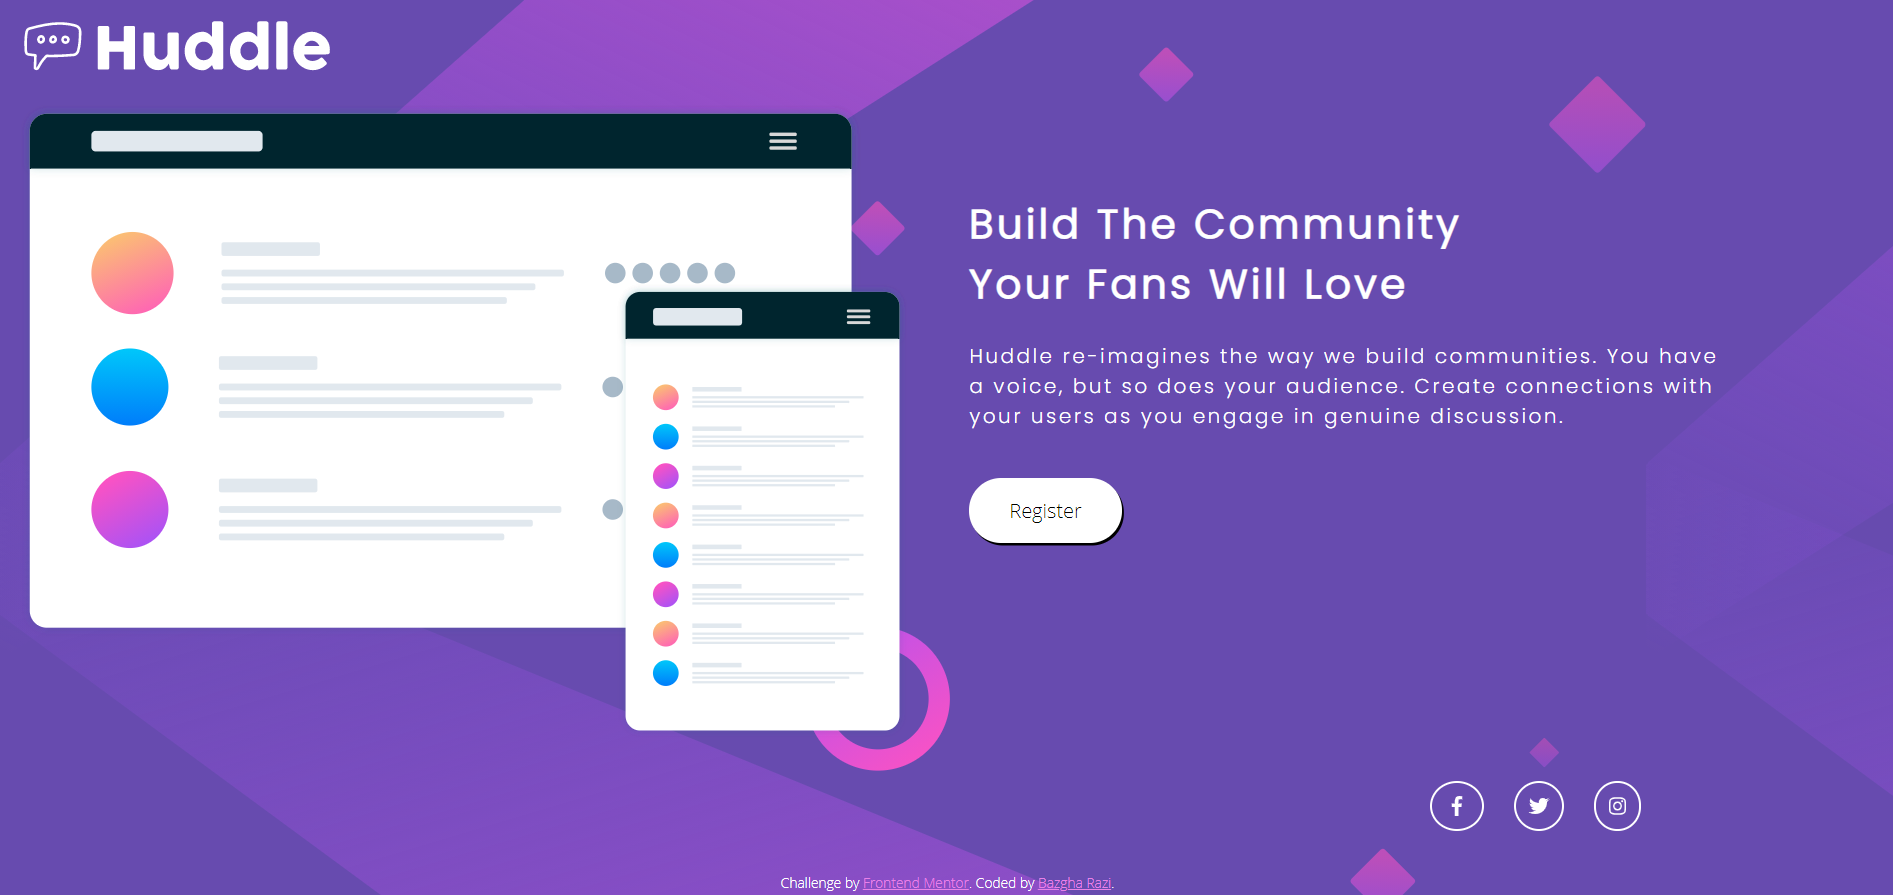 Huddle
Build The Community
Your Fans Will Love
Huddle re-imagines the way we build communities. You have
a voice, but so does your audience. Create connections with
your users as you engage in genuine discussion.
Register
Challenge by Frontend Mentor. Coded by Bazgha Razi.